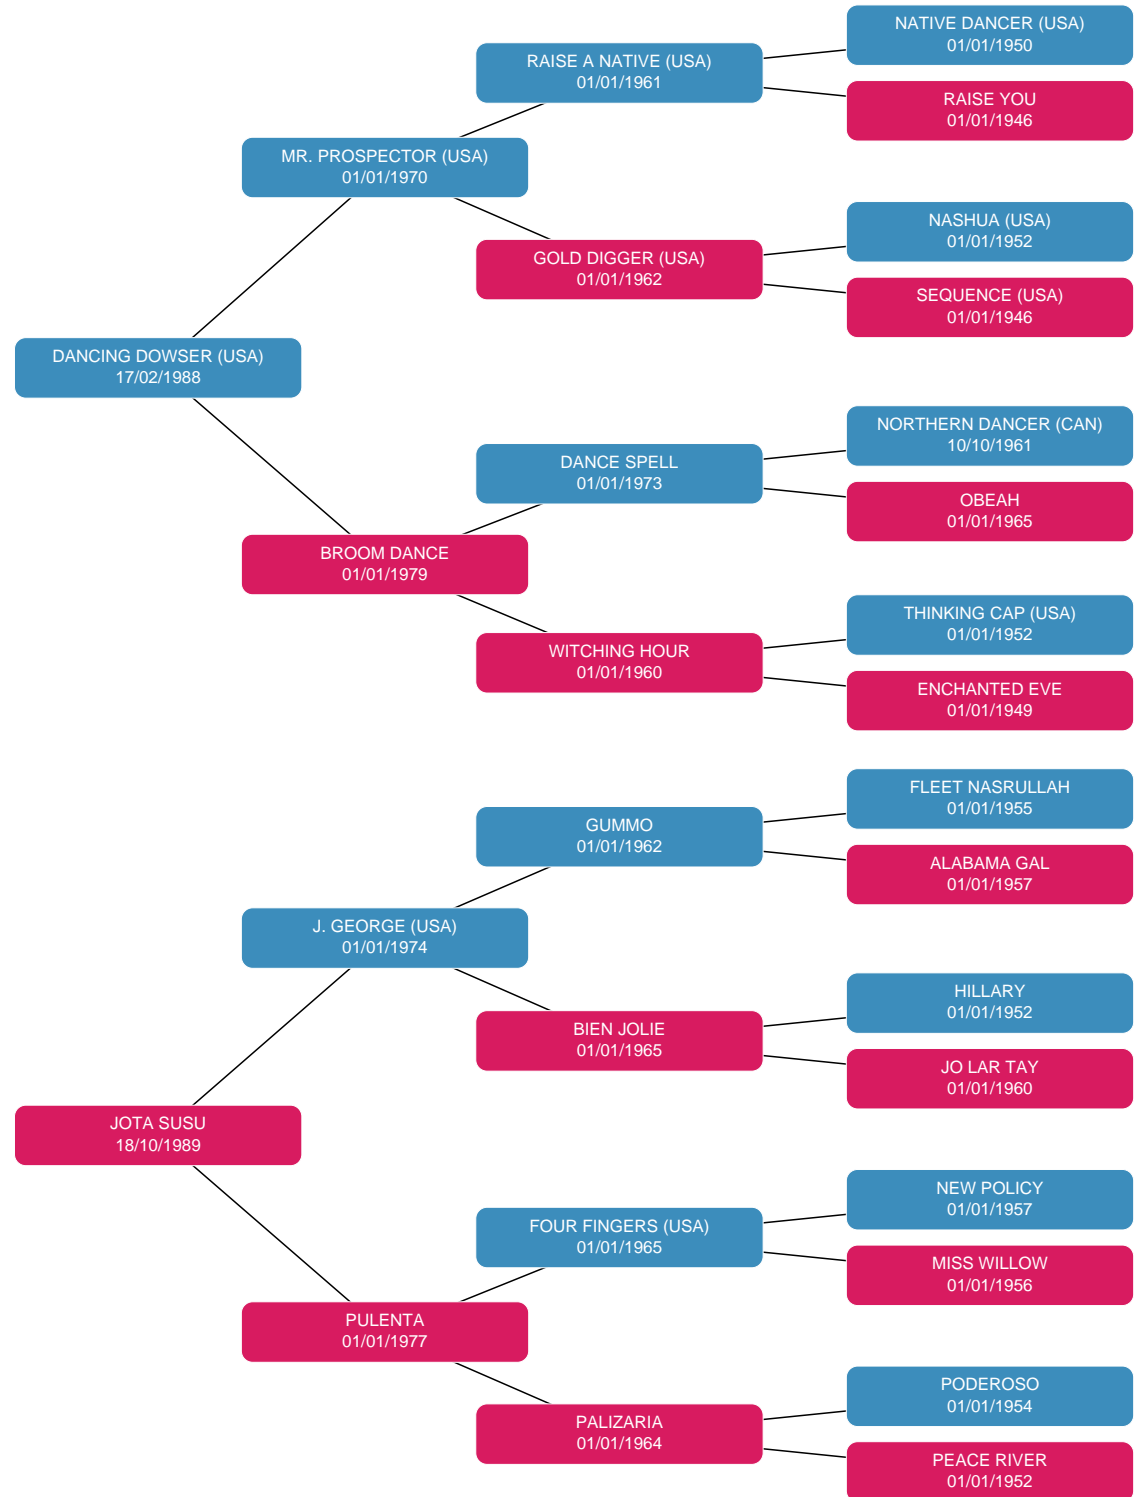 NATIVE DANCER (USA)
01/01/1950
RAISE A NATIVE (USA)
01/01/1961
RAISE YOU
01/01/1946
MR. PROSPECTOR (USA)
01/01/1970
NASHUA (USA)
01/01/1952
GOLD DIGGER (USA)
01/01/1962
SEQUENCE (USA)
01/01/1946
DANCING DOWSER (USA)
17/02/1988
NORTHERN DANCER (CAN)
10/10/1961
DANCE SPELL
01/01/1973
OBEAH
01/01/1965
BROOM DANCE
01/01/1979
THINKING CAP (USA)
01/01/1952
WITCHING HOUR
01/01/1960
ENCHANTED EVE
01/01/1949
FLEET NASRULLAH
01/01/1955
GUMMO
01/01/1962
ALABAMA GAL
01/01/1957
J. GEORGE (USA)
01/01/1974
HILLARY
01/01/1952
BIEN JOLIE
01/01/1965
JO LAR TAY
01/01/1960
JOTA SUSU
18/10/1989
NEW POLICY
01/01/1957
FOUR FINGERS (USA)
01/01/1965
MISS WILLOW
01/01/1956
PULENTA
01/01/1977
PODEROSO
01/01/1954
PALIZARIA
01/01/1964
PEACE RIVER
01/01/1952